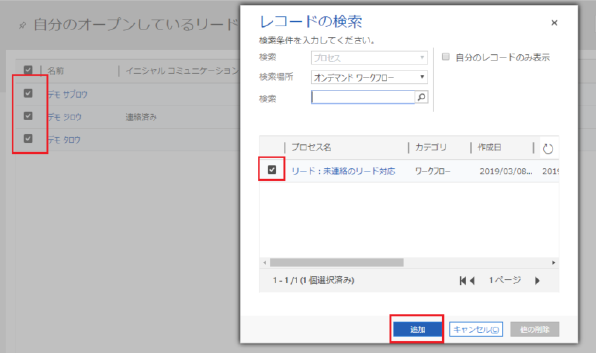 自分のオープンしているリード
名前 イニシャル コミュニケーション
デモ サブロウ
デモ ジロウ 連絡済み
デモ タロウ
レコードの検索
検索条件を入力してください。
検索 プロセス 自分のレコードのみ表示
検索場所 オンデマンド ワークフロー
検索
プロセス名 カテゴリ 作成日
リード：未連絡のリード対応 ワークフロー 2019/03/08... 2019
1 - 1 /1 (1 個選択済み) 1 ページ
追加 キャンセル(C) 値の削除